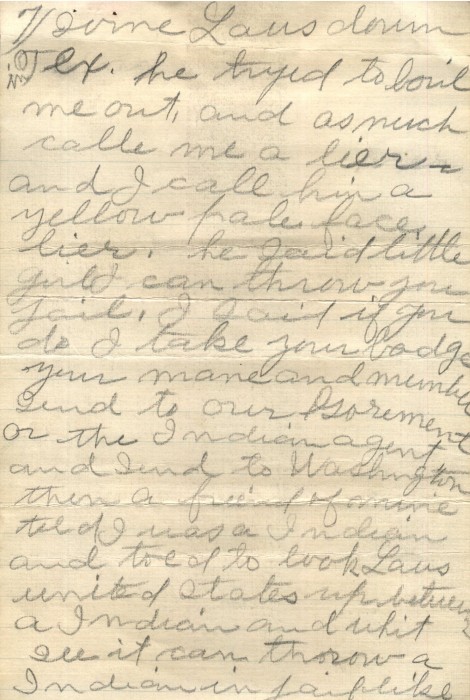 Divine Laws down
in Tex. he tryed to boil
me out, and as much
calle me a lier -
and I call him a
yellow pale face
lier. he said little
girl I can throw you
jail, I said if you
do I take your badge
your mane and number
send to our Goverment
or the Indian agent
and send to Washington
then a friend of mine
told I was a Indian
and told to look Laws
united States up between
a Indian and whit
see it can thorow a
Indian in jail like